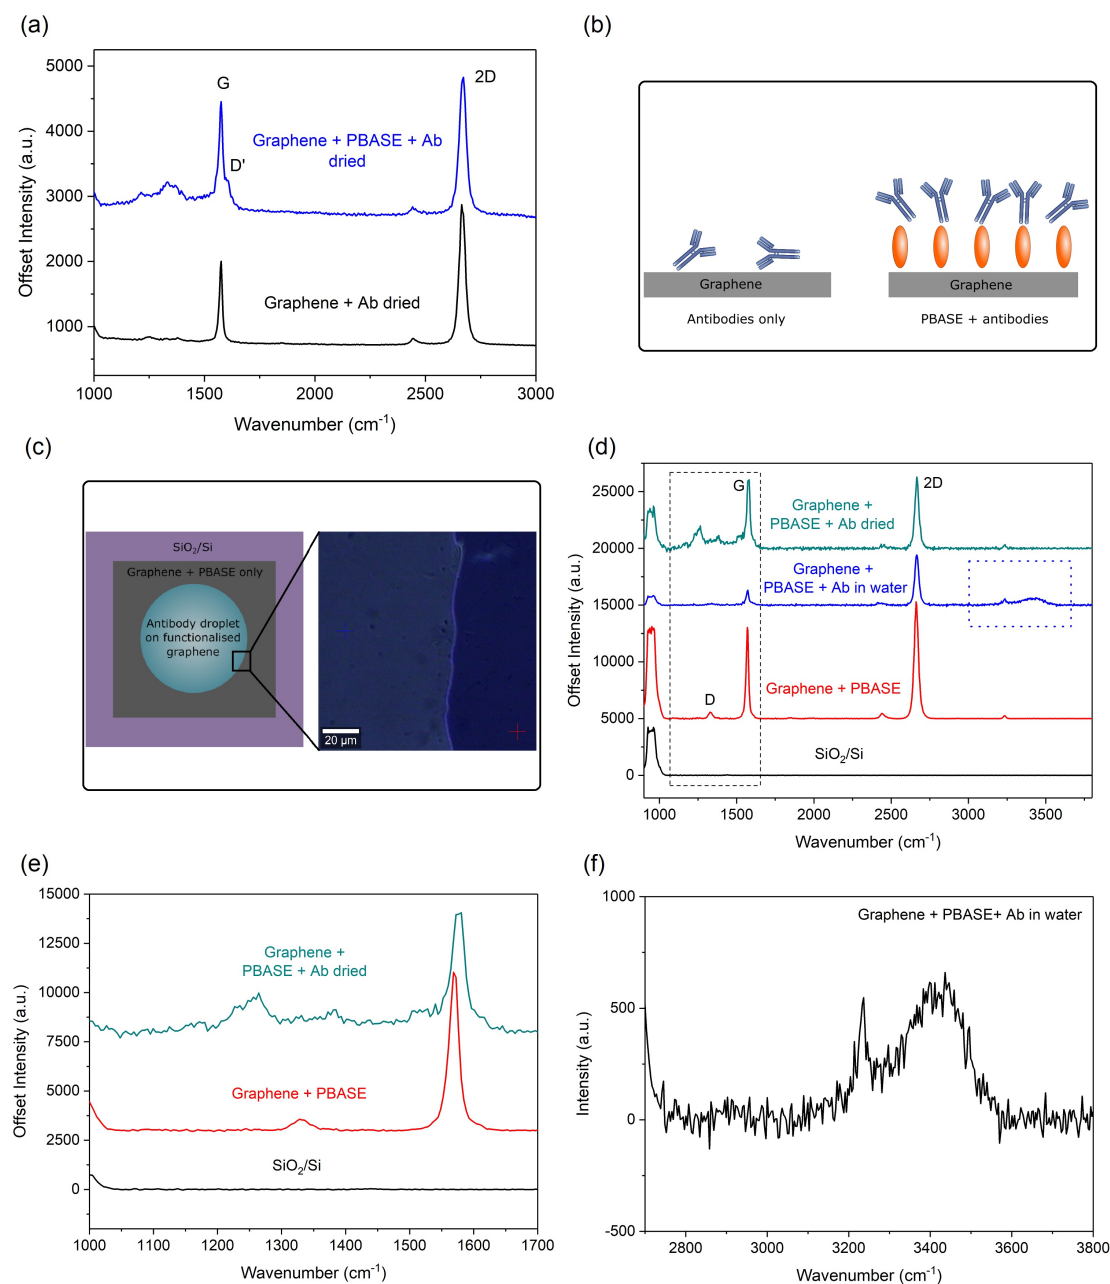 (a)
5000
4000
3000
2000
1000
Offset Intensity (a.u.)
G
D'
2D
Graphene + PBASE + Ab
dried
Graphene + Ab dried
1000
1500
2000
2500
3000
Wavenumber (cm⁻¹)
(b)
Graphene
Antibodies only
Graphene
PBASE + antibodies
(c)
SiO₂/Si
Graphene + PBASE only
Antibody droplet
on functionalised
graphene
20 µm
(d)
25000
20000
15000
10000
5000
0
Offset Intensity (a.u.)
G
2D
Graphene +
PBASE + Ab dried
Graphene +
PBASE + Ab in water
D
Graphene + PBASE
SiO₂/Si
1000
1500
2000
2500
3000
3500
Wavenumber (cm⁻¹)
(e)
15000
12500
10000
7500
5000
2500
0
Offset Intensity (a.u.)
Graphene +
PBASE + Ab dried
Graphene + PBASE
SiO₂/Si
1000
1100
1200
1300
1400
1500
1600
1700
Wavenumber (cm⁻¹)
(f)
1000
500
0
-500
Intensity (a.u.)
Graphene + PBASE+ Ab in water
2800
3000
3200
3400
3600
3800
Wavenumber (cm⁻¹)